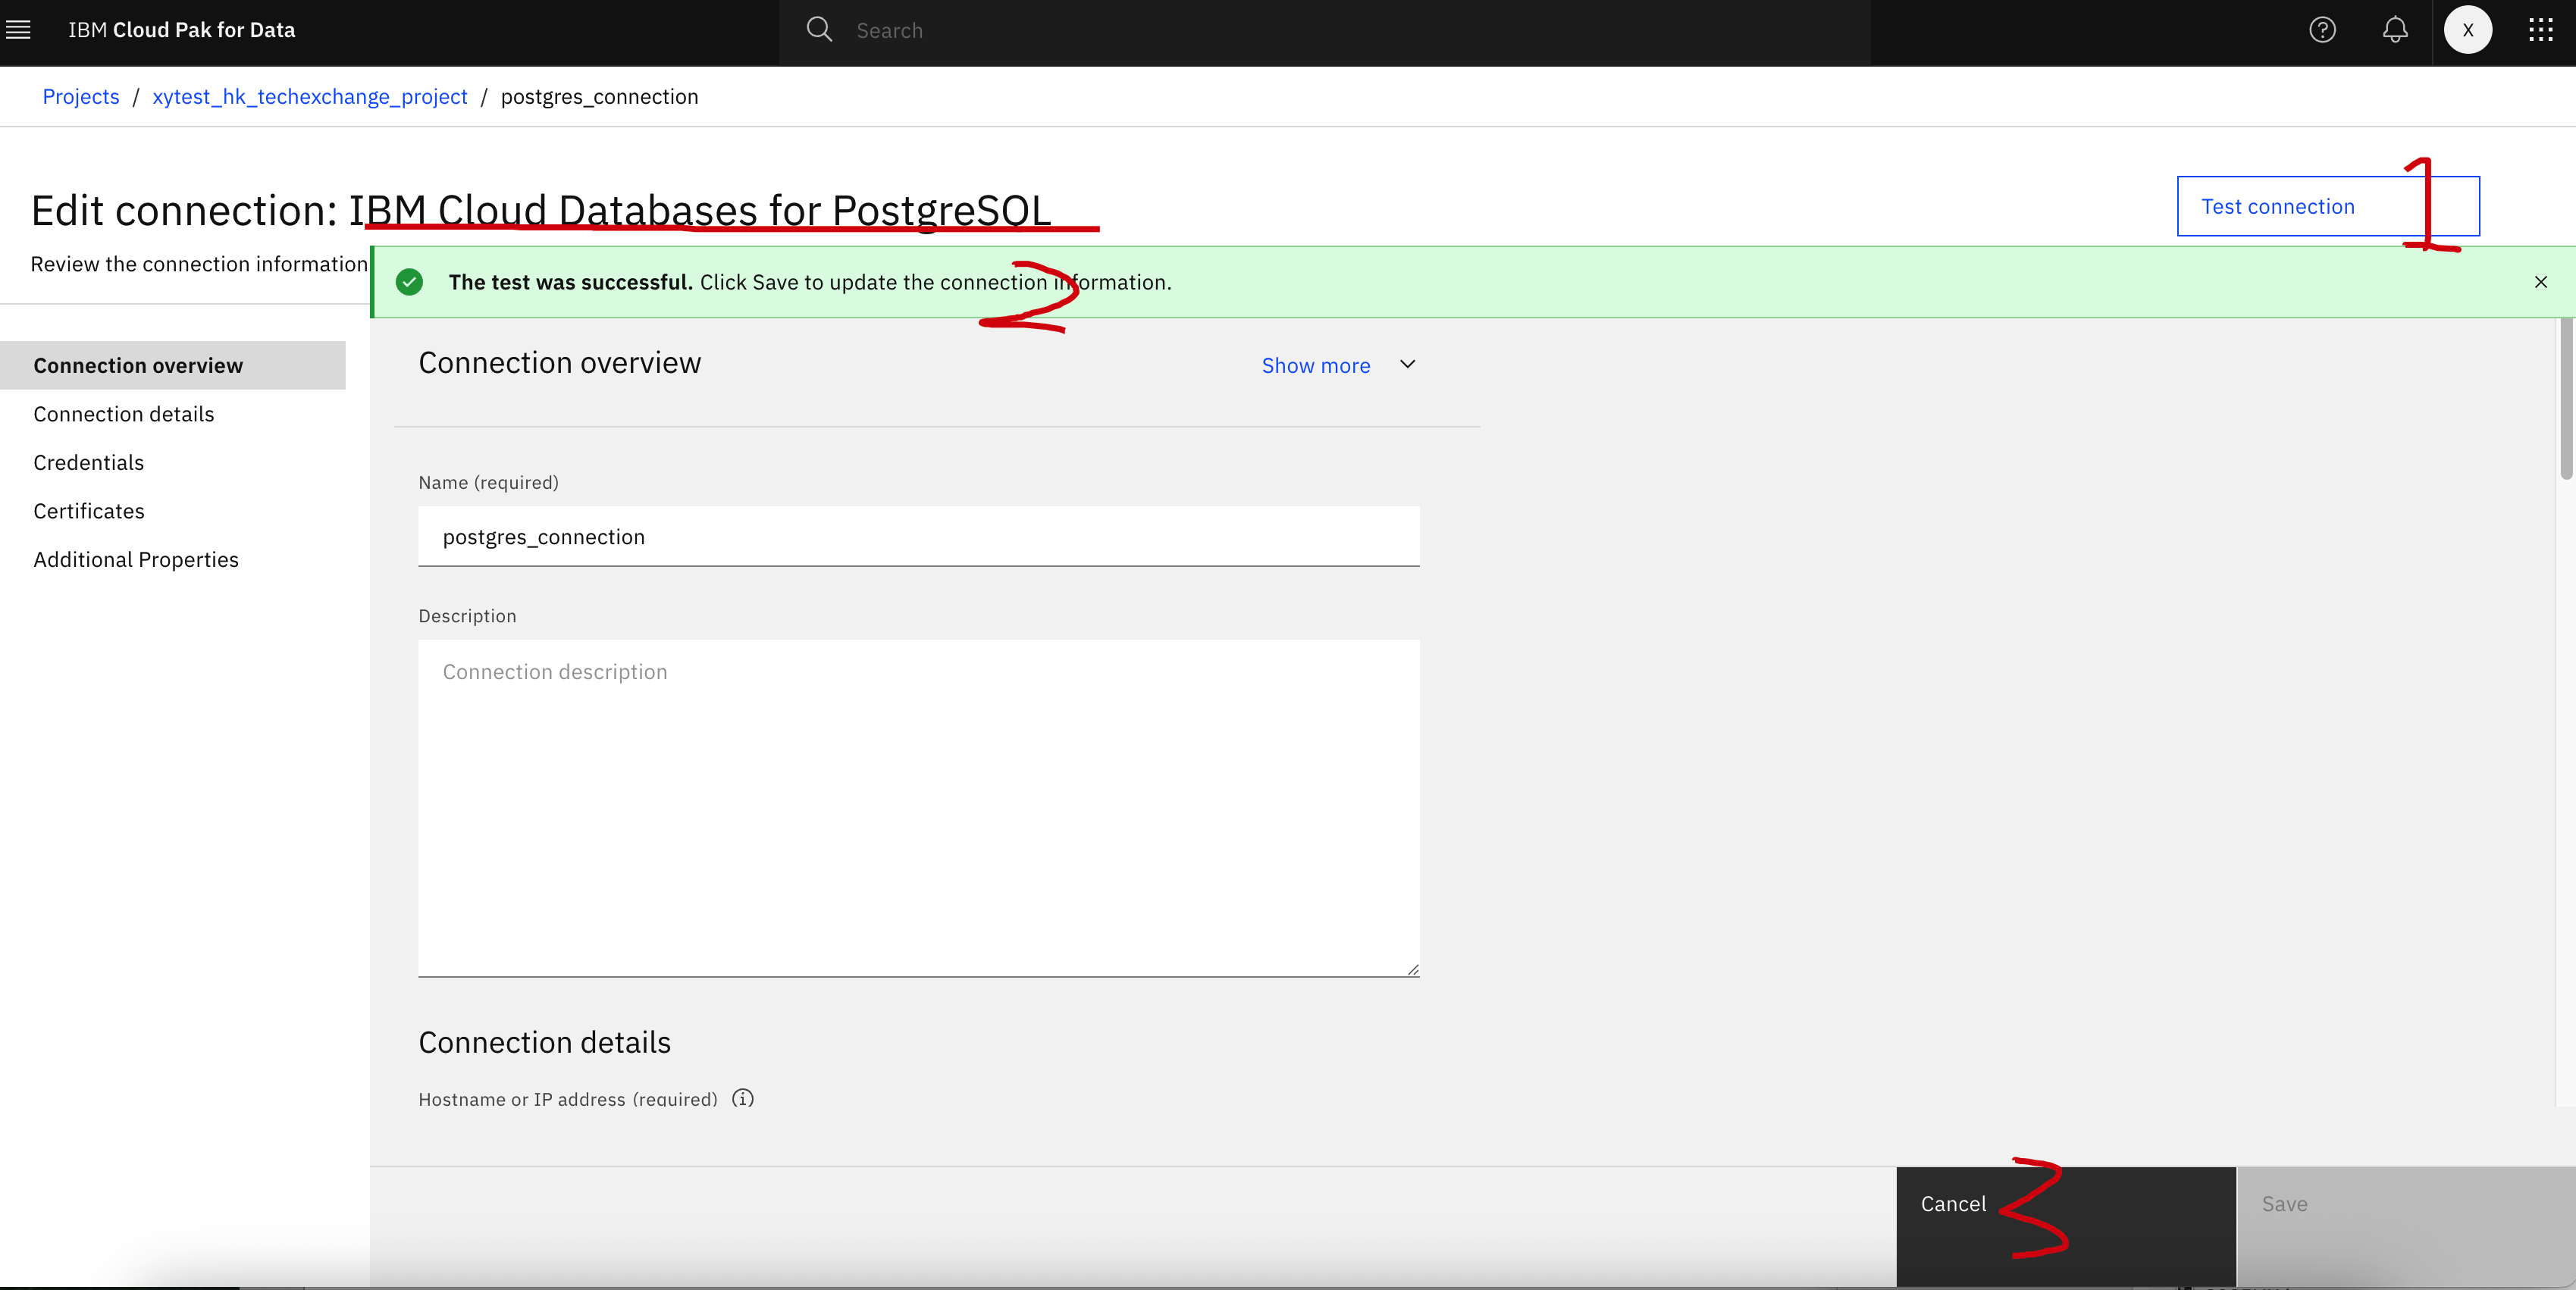 IBM Cloud Pak for Data
Search
X
Projects / xytest_hk_techexchange_project / postgres_connection
Edit connection: IBM Cloud Databases for PostgreSQL
Test connection
1
Review the connection information
The test was successful. Click Save to update the connection information.
2
Connection overview
Connection details
Credentials
Certificates
Additional Properties
Connection overview
Show more
Name (required)
postgres_connection
Description
Connection description
Connection details
Hostname or IP address (required)
Cancel
3
Save